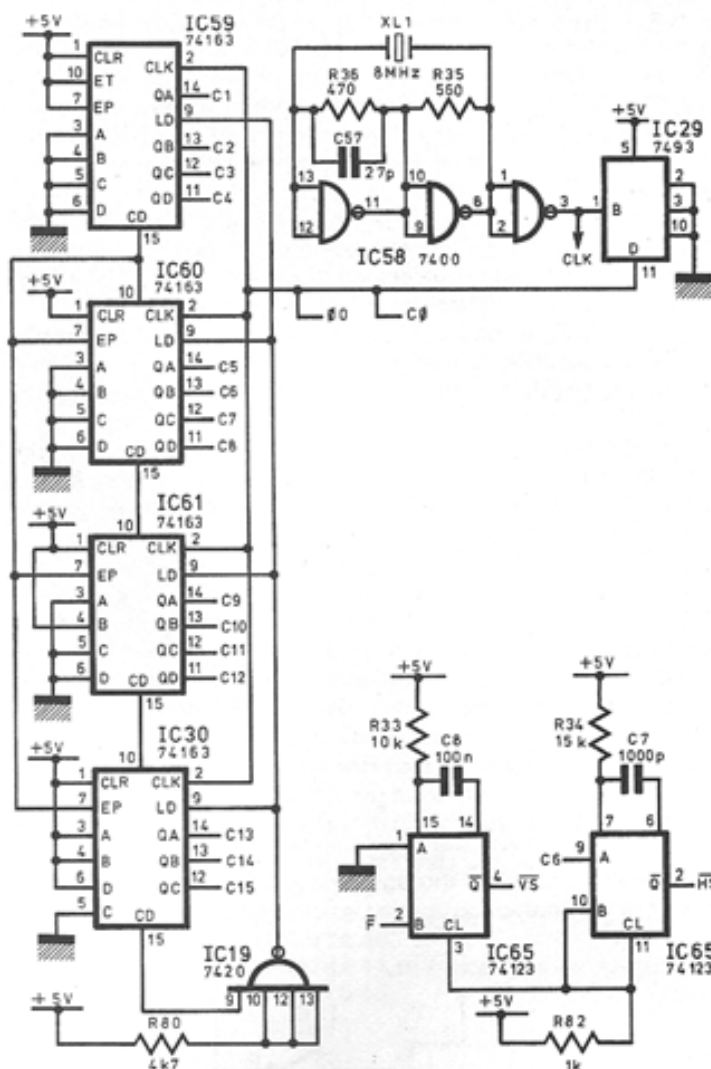 +5V
IC59
74163
1 CLR CLK 2
10 ET QA 14 C1
7 EP LD 9
3 A QB 13 C2
4 B QC 12 C3
5 C QD 11 C4
6 D CD
15
XL1
8MHz
R36
470
R35
560
C57
27p
13
12
11
10
9
8
1
2
3
IC58 7400
CLK
+5V
IC29
7493
5
1 B
2
3
10
D
11
ØO
CØ
IC60
74163
+5V
10
1 CLR CLK 2
7 EP LD 9
3 A QA 14 C5
4 B QB 13 C6
5 C QC 12 C7
6 D QD 11 C8
CD
15
IC61
74163
+5V
10
1 CLR CLK 2
7 EP LD 9
3 A QA 14 C9
4 B QB 13 C10
5 C QC 12 C11
6 D QD 11 C12
CD
15
IC30
74163
+5V
10
1 CLR CLK 2
7 EP LD 9
3 A QA 14 C13
4 B QB 13 C14
6 D QC 12 C15
5 C CD
15
IC19
7420
9 10 12 13
+5V
R80
4k7
+5V
R33
10k
C8
100n
15 14
1 A
Q 4 VS
F 2 B CL
3
IC65
74123
+5V
R34
15k
C7
1000p
7 6
C6 9 A
Q 2 HS
10 B
CL
11
IC65
74123
+5V
R82
1k